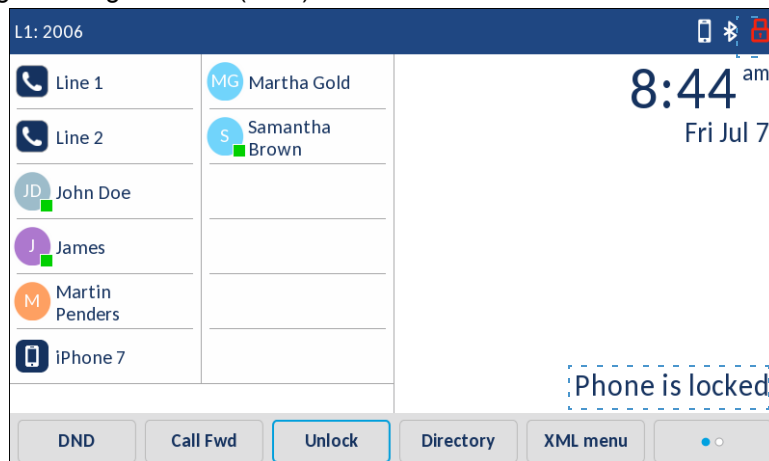 L1: 2006
Line 1
Line 2
JD John Doe
J James
M Martin
Penders
iPhone 7
MG Martha Gold
S Samantha
Brown
8:44 am
Fri Jul 7
Phone is locked
DND Call Fwd Unlock Directory XML menu